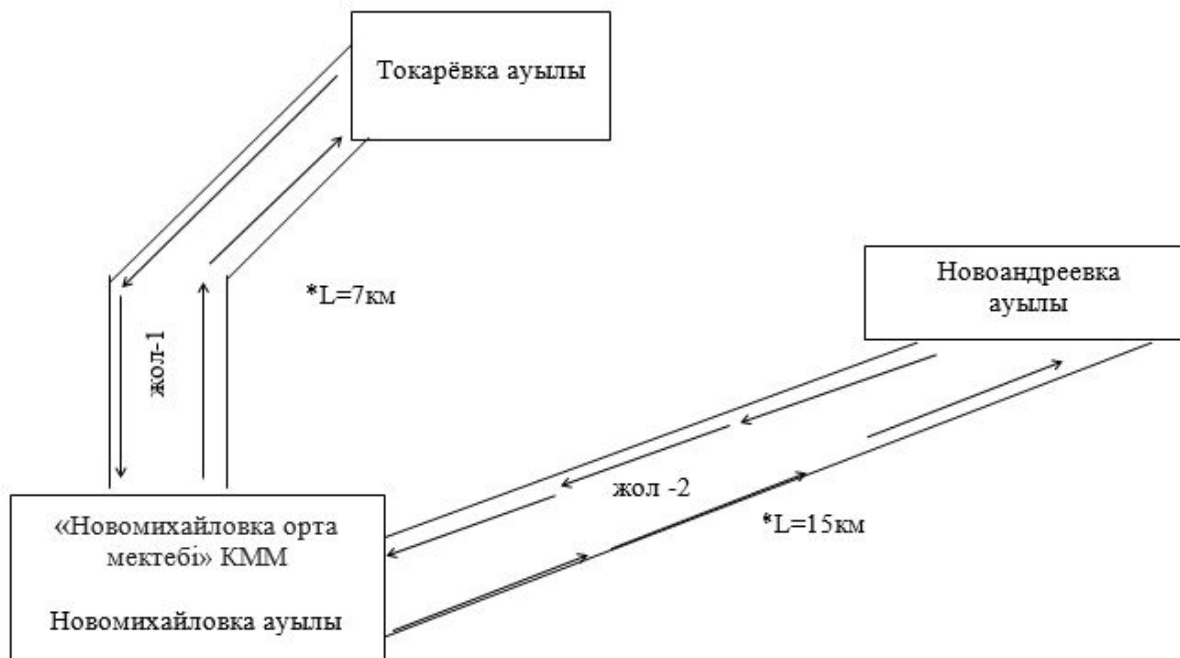 Токарёвка ауылы
*L=7км
жол-1
Новоандреевка
ауылы
жол -2
*L=15км
«Новомихайловка орта
мектебі» КММ
Новомихайловка ауылы